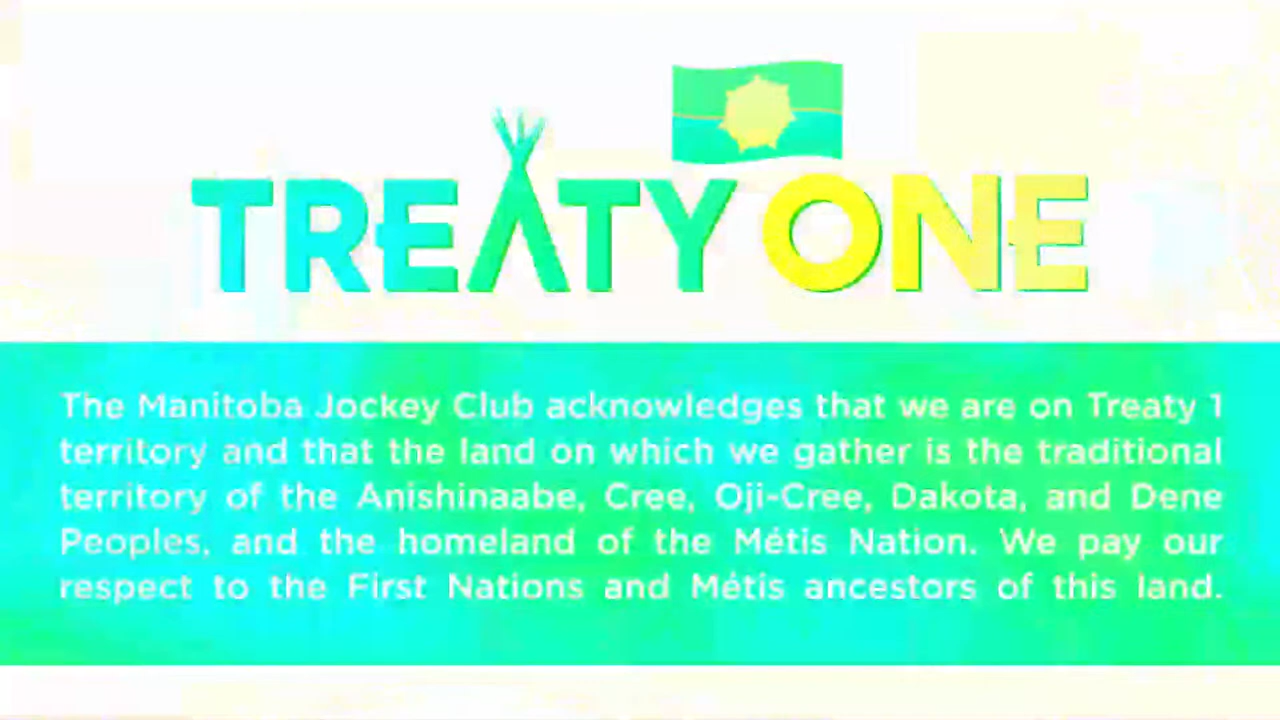 TREATY ONE
The Manitoba Jockey Club acknowledges that we are on Treaty 1
territory and that the land on which we gather is the traditional
territory of the Anishinaabe, Cree, Oji-Cree, Dakota, and Dene
Peoples, and the homeland of the Métis Nation. We pay our
respect to the First Nations and Métis ancestors of this land.